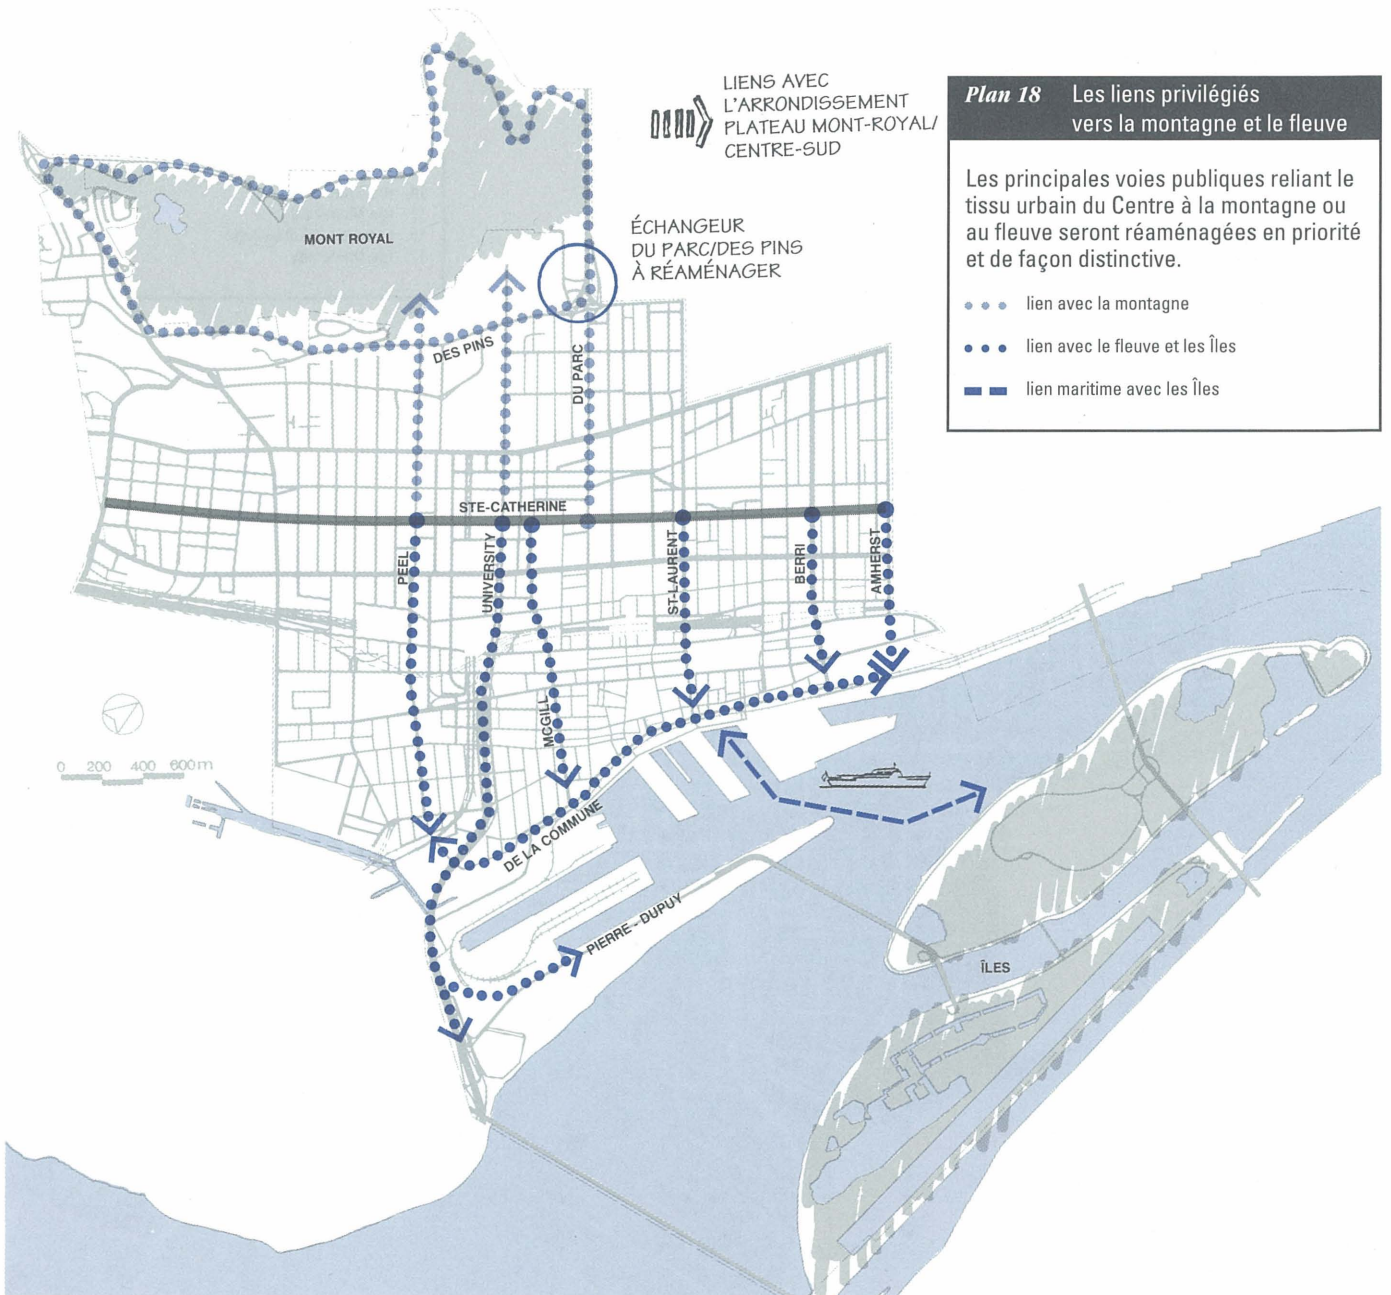 LIENS AVEC
L'ARRONDISSEMENT
PLATEAU MONT-ROYAL/
CENTRE-SUD
Plan 18 Les liens privilégiés
vers la montagne et le fleuve
Les principales voies publiques reliant le
tissu urbain du Centre à la montagne ou
au fleuve seront réaménagées en priorité
et de façon distinctive.
lien avec la montagne
lien avec le fleuve et les Îles
lien maritime avec les Îles
MONT ROYAL
ÉCHANGEUR
DU PARC/DES PINS
À RÉAMÉNAGER
DES PINS
DU PARC
STE-CATHERINE
PEEL
UNIVERSITY
ST-LAURENT
BERRI
AMHERST
MCGILL
0 200 400 600m
DE LA COMMUNE
PIERRE-DUPUY
ÎLES